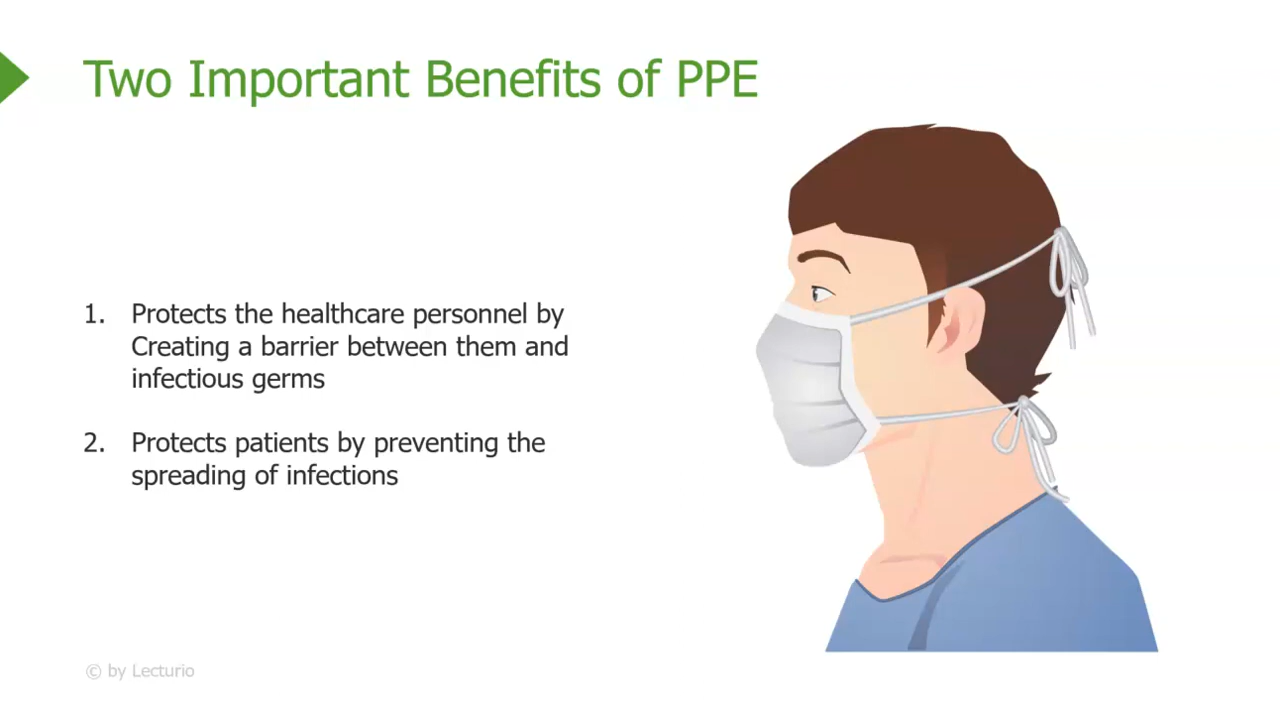 Two Important Benefits of PPE
1. Protects the healthcare personnel by
Creating a barrier between them and
infectious germs
2. Protects patients by preventing the
spreading of infections
© by Lecturio